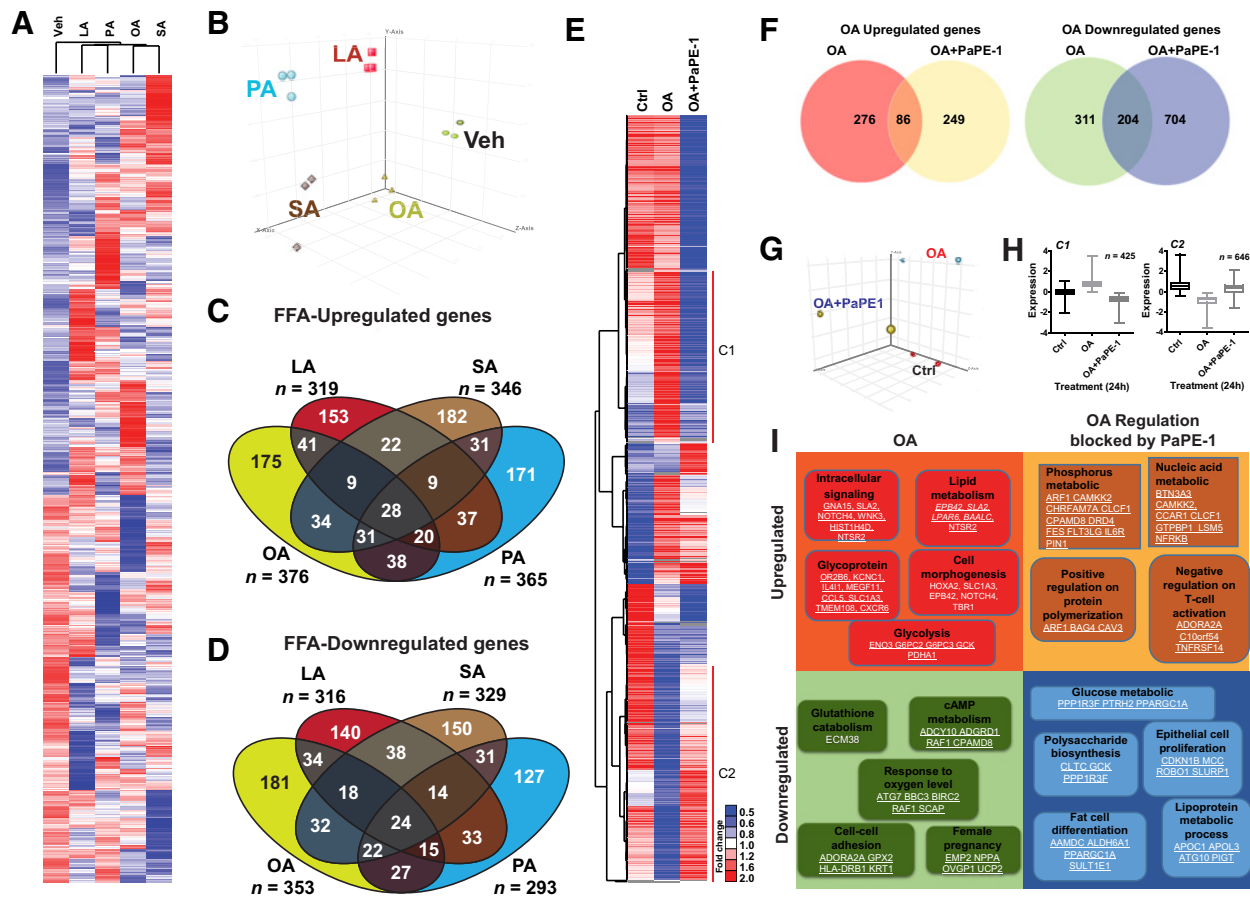 A
Veh LA PA OA SA
B
Y-Axis
LA
PA
Veh
SA
OA
X-Axis
Z-Axis
C
FFA-Upregulated genes
LA
n = 319
SA
n = 346
153
182
41
22
31
175
171
9
9
28
34
37
31
20
38
OA
n = 376
PA
n = 365
D
FFA-Downregulated genes
LA
n = 316
SA
n = 329
140
150
34
38
31
181
127
18
14
24
32
33
22
15
27
OA
n = 353
PA
n = 293
E
Ctrl OA OA+PaPE-1
C1
C2
Fold change
0.5
0.6
0.8
1.0
1.2
1.6
2.0
F
OA Upregulated genes
OA OA+PaPE-1
276 86 249
OA Downregulated genes
OA OA+PaPE-1
311 204 704
G
OA
OA+PaPE1
Ctrl
H
C1
n = 425
Expression
4
2
0
-2
-4
Ctrl
OA
OA+PaPE-1
Treatment (24h)
C2
n = 646
Expression
4
2
0
-2
-4
Ctrl
OA
OA+PaPE-1
Treatment (24h)
I
OA
OA Regulation
blocked by PaPE-1
Upregulated
Intracellular
signaling
GNA15, SLA2,
NOTCH4, WNK3,
HIST1H4D,
NTSR2
Lipid
metabolism
EPB42, SLA2,
LPAR6, BAALC,
NTSR2
Glycoprotein
OR2B6, KCNC1,
IL4I1, MEGF11,
CCL5, SLC1A3,
TMEM108, CXCR6
Cell
morphogenesis
HOXA2, SLC1A3,
EPB42, NOTCH4,
TBR1
Glycolysis
ENO3 G6PC2 G6PC3 GCK
PDHA1
Phosphorus
metabolic
ARF1 CAMKK2
CHRFAM7A CLCF1
CPAMD8 DRD4
FES FLT3LG IL6R
PIN1
Nucleic acid
metabolic
BTN3A3
CAMKK2,
CCAR1 CLCF1
GTPBP1 LSM5
NFRKB
Positive
regulation on
protein
polymerization
ARF1 BAG4 CAV3
Negative
regulation on
T-cell
activation
ADORA2A
C10orf54
TNFRSF14
Downregulated
Glutathione
catabolism
ECM38
cAMP
metabolism
ADCY10 ADGRD1
RAF1 CPAMD8
Response to
oxygen level
ATG7 BBC3 BIRC2
RAF1 SCAP
Cell-cell
adhesion
ADORA2A GPX2
HLA-DRB1 KRT1
Female
pregnancy
EMP2 NPPA
OVGP1 UCP2
Glucose metabolic
PPP1R3F PTRH2 PPARGC1A
Polysaccharide
biosynthesis
CLTC GCK
PPP1R3F
Epithelial cell
proliferation
CDKN1B MCC
ROBO1 SLURP1
Fat cell
differentiation
AAMDC ALDH6A1
PPARGC1A
SULT1E1
Lipoprotein
metabolic
process
APOC1 APOL3
ATG10 PIGT